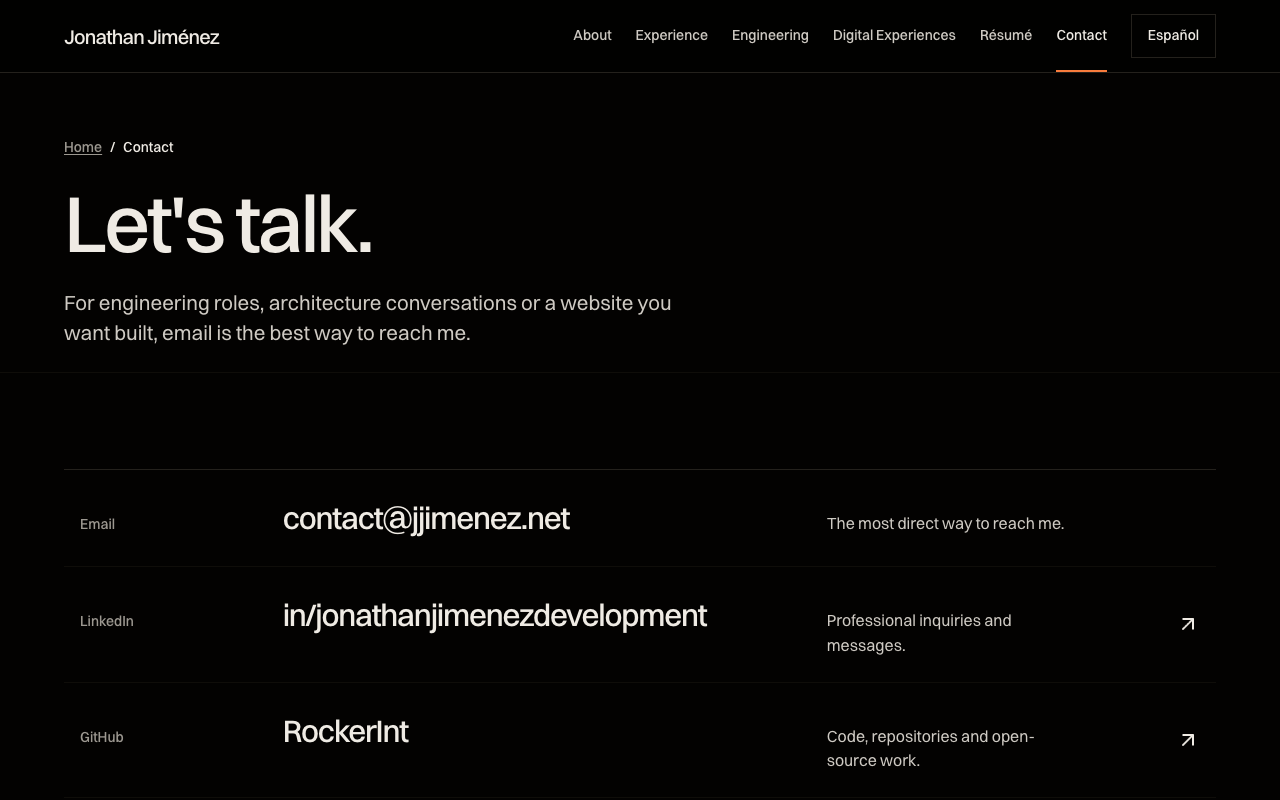 Jonathan Jiménez
About
Experience
Engineering
Digital Experiences
Résumé
Contact
Español
Home / Contact
Let's talk.
For engineering roles, architecture conversations or a website you
want built, email is the best way to reach me.
Email
contact@jjimenez.net
The most direct way to reach me.
LinkedIn
in/jonathanjimenezdevelopment
Professional inquiries and
messages.
GitHub
RockerInt
Code, repositories and open-
source work.